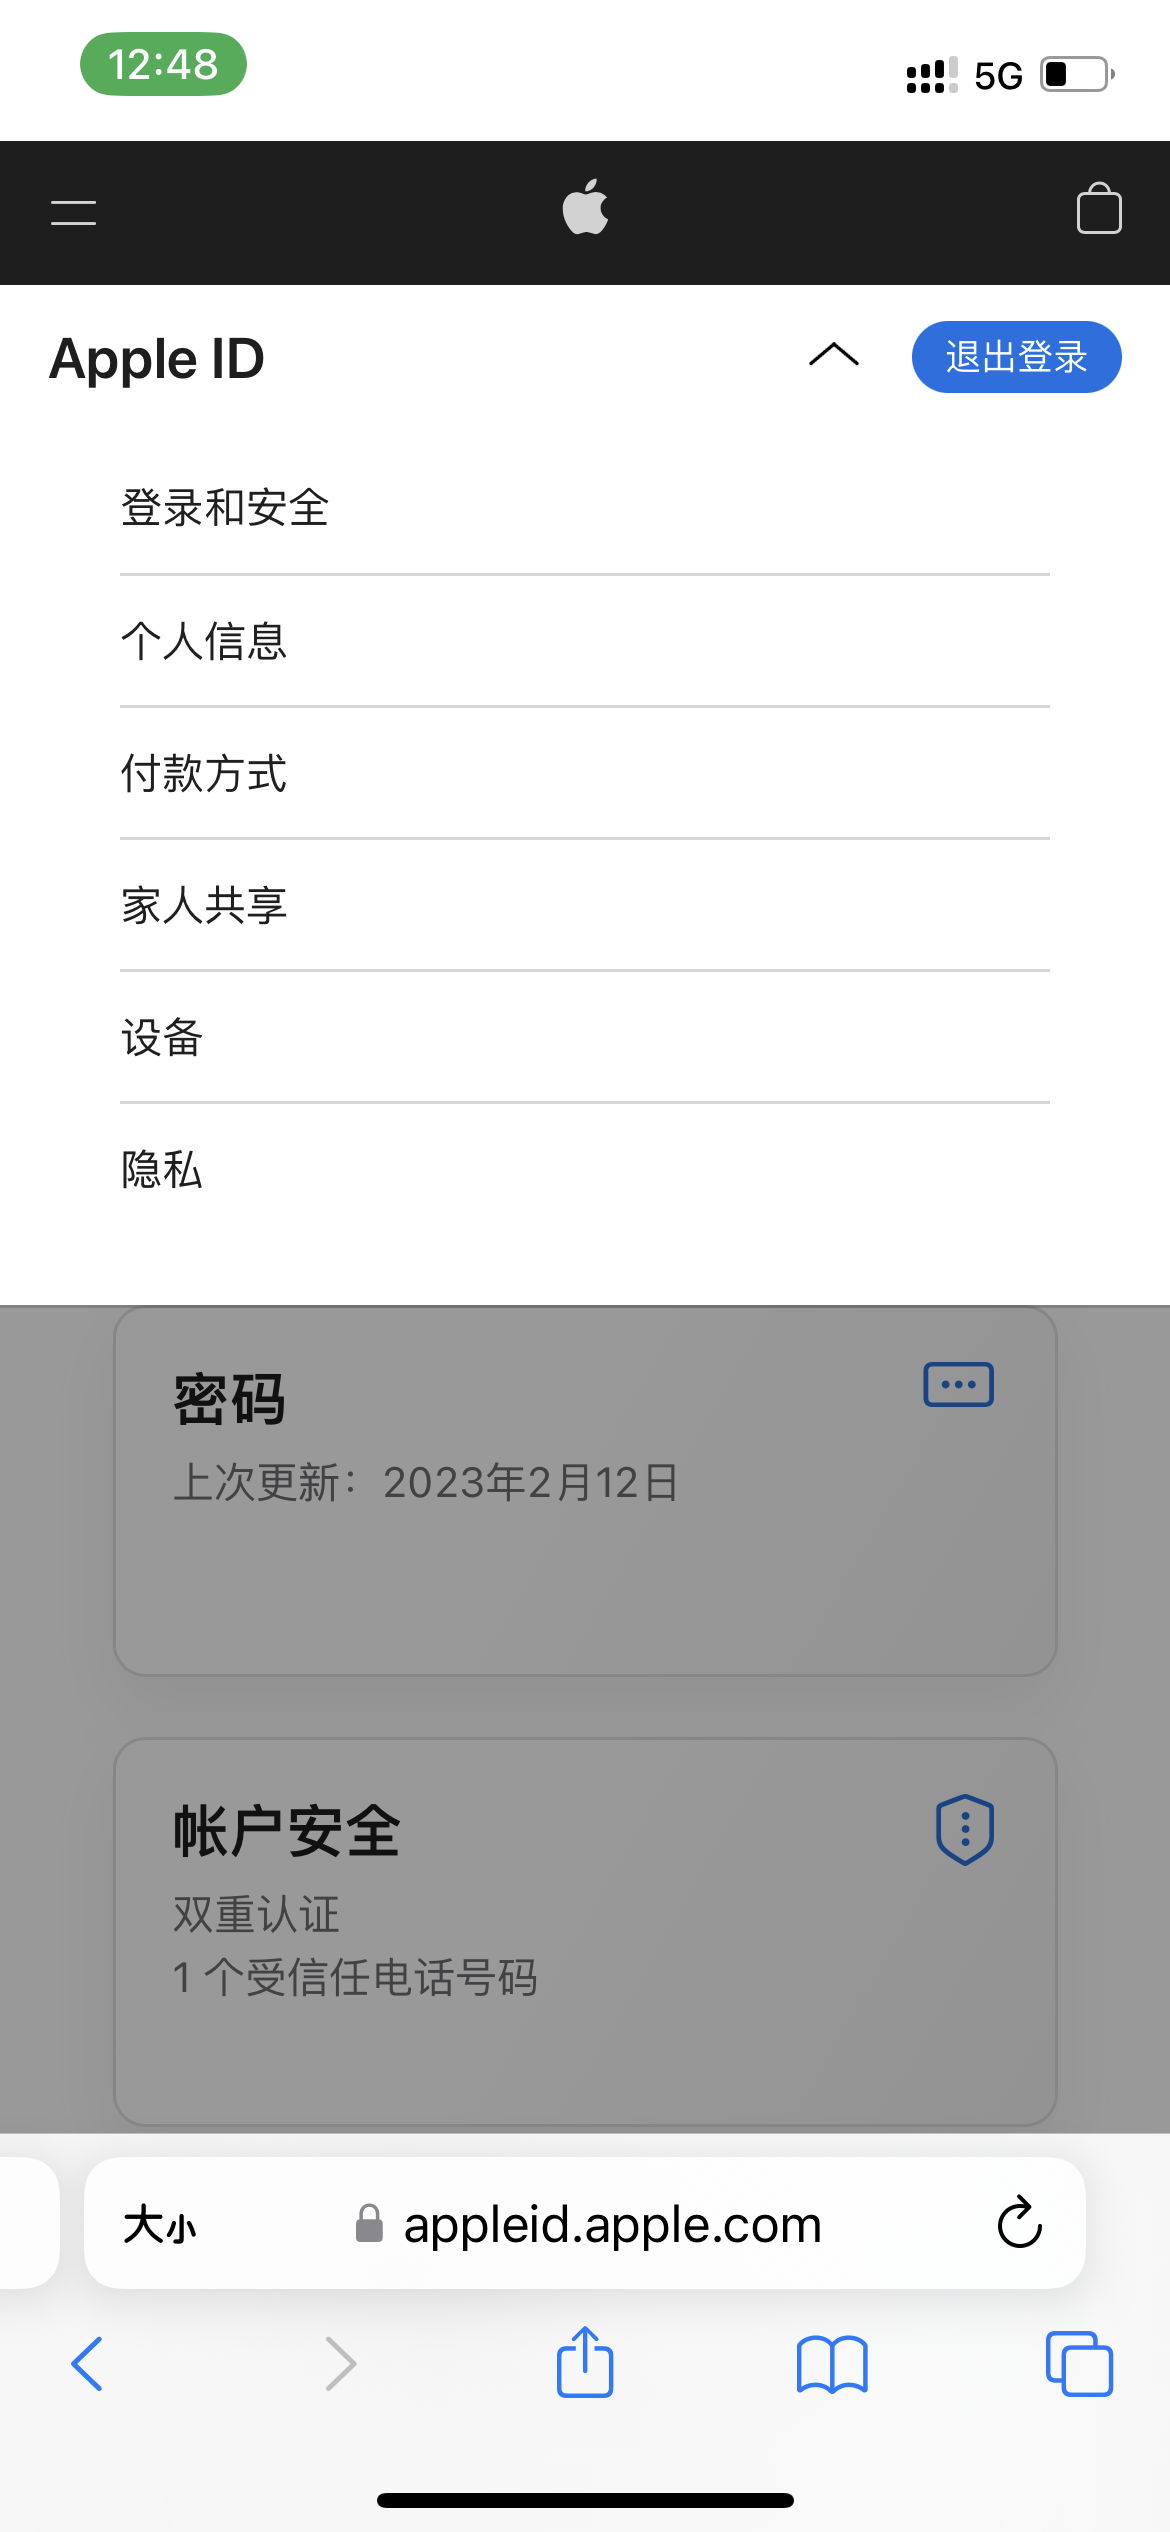 12:48
5G
Apple ID
退出登录
登录和安全
个人信息
付款方式
家人共享
设备
隐私
密码
上次更新：2023年2月12日
帐户安全
双重认证
1 个受信任电话号码
大小
appleid.apple.com